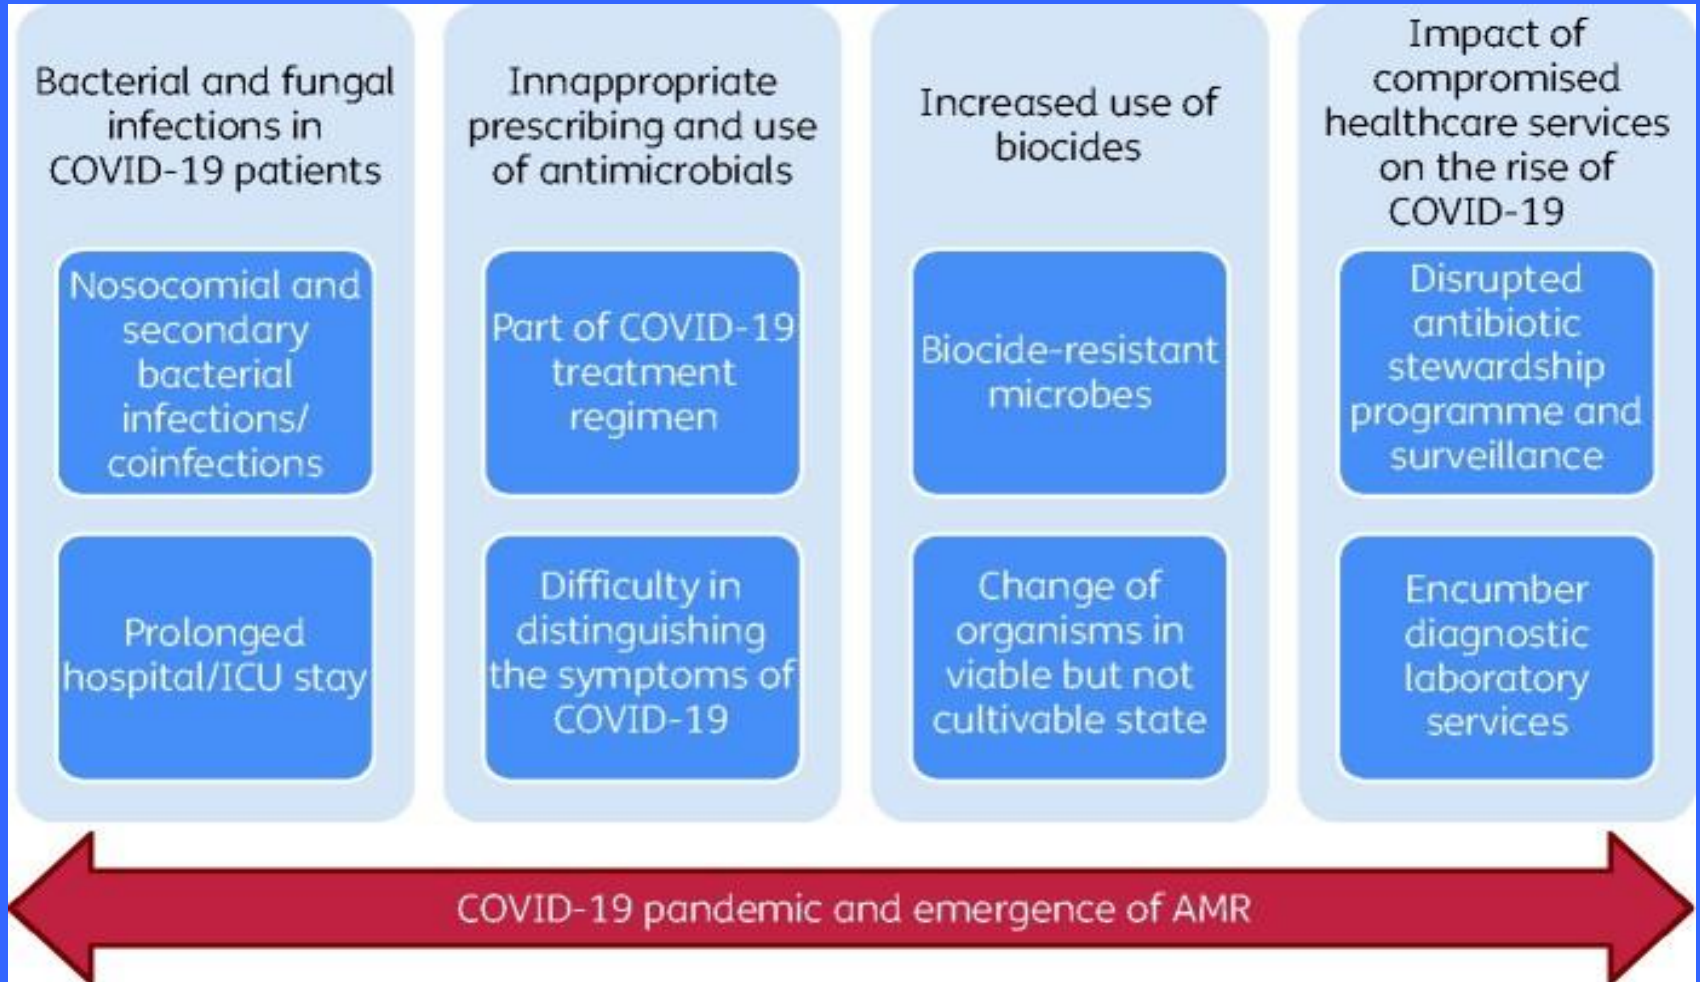 Bacterial and fungal
infections in
COVID-19 patients
Nosocomial and
secondary
bacterial
infections/
coinfections
Prolonged
hospital/ICU stay
Innappropriate
prescribing and use
of antimicrobials
Part of COVID-19
treatment
regimen
Difficulty in
distinguishing
the symptoms of
COVID-19
Increased use of
biocides
Biocide-resistant
microbes
Change of
organisms in
viable but not
cultivable state
Impact of
compromised
healthcare services
on the rise of
COVID-19
Disrupted
antibiotic
stewardship
programme and
surveillance
Encumber
diagnostic
laboratory
services
COVID-19 pandemic and emergence of AMR